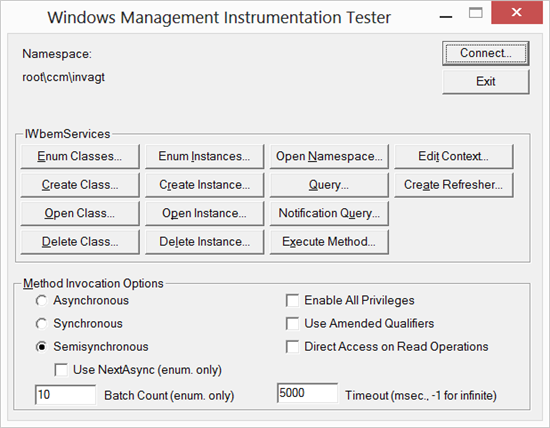 Windows Management Instrumentation Tester
Namespace:
Connect...
root\ccm\invagt
Exit
IWbemServices
Enum Classes... Enum Instances... Open Namespace... Edit Context...
Create Class... Create Instance... Query... Create Refresher...
Open Class... Open Instance... Notification Query...
Delete Class... Delete Instance... Execute Method...
Method Invocation Options
Asynchronous Enable All Privileges
Synchronous Use Amended Qualifiers
Semisynchronous Direct Access on Read Operations
Use NextAsync (enum. only)
10 Batch Count (enum. only) 5000 Timeout (msec., -1 for infinite)